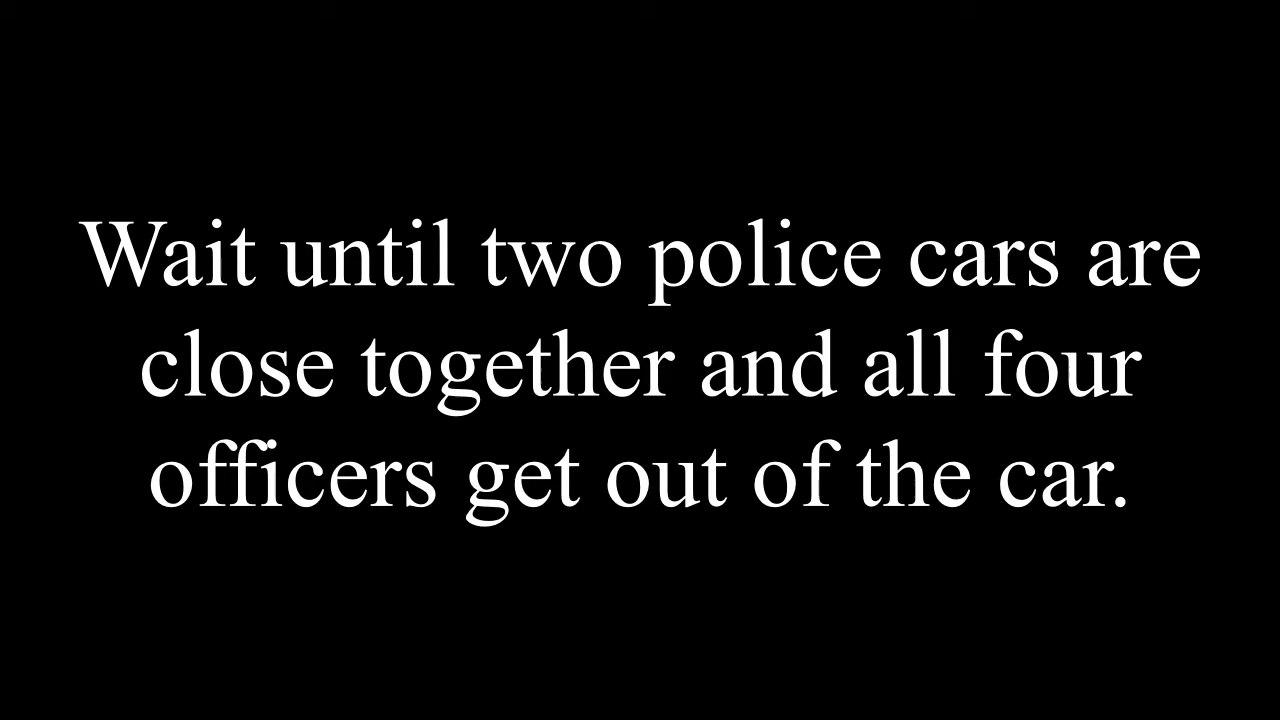 Wait until two police cars are
close together and all four
officers get out of the car.